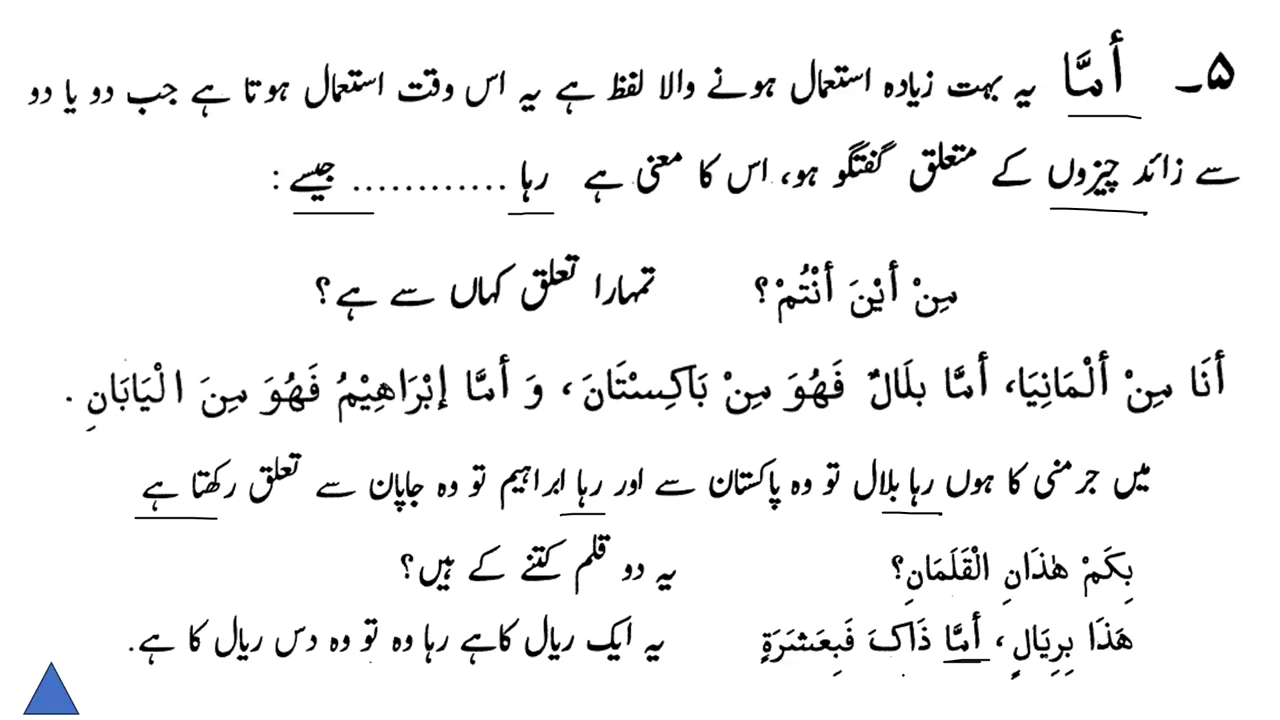 ۵۔ أَمَّا یہ بہت زیادہ استعمال ہونے والا لفظ ہے یہ اس وقت استعمال ہوتا ہے جب دو یا دو
سے زائد چیزوں کے متعلق گفتگو ہو، اس کا معنی ہے رہا ............ جیسے :
مِنْ أَيْنَ أَنْتُمْ؟ تمہارا تعلق کہاں سے ہے؟
أَنَا مِنْ أَلْمَانِيَا، أَمَّا بِلَالٌ فَهُوَ مِنْ بَاكِسْتَانَ، وَ أَمَّا إِبْرَاهِيْمُ فَهُوَ مِنَ الْيَابَانِ .
میں جرمنی کا ہوں رہا بلال تو وہ پاکستان سے اور رہا ابراہیم تو وہ جاپان سے تعلق رکھتا ہے
بِكَمْ هٰذَانِ الْقَلَمَانِ؟ یہ دو قلم کتنے کے ہیں؟
هَذَا بِرِيَالٍ، أَمَّا ذَاكَ فَبِعَشَرَةٍ یہ ایک ریال کاہے رہا وہ تو وہ دس ریال کا ہے.